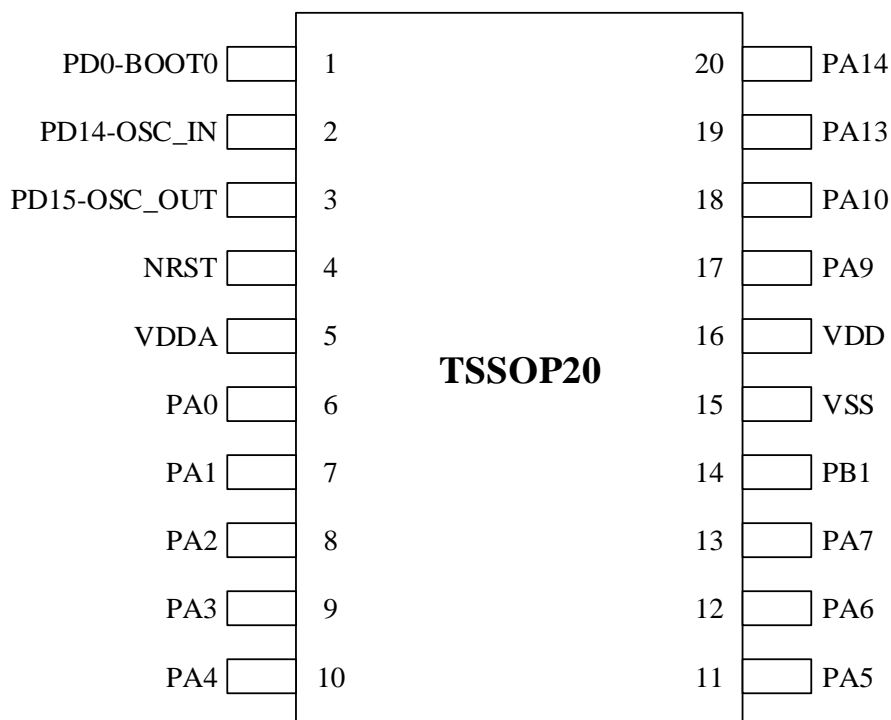 PD0-BOOT0 1 20 PA14
PD14-OSC_IN 2 19 PA13
PD15-OSC_OUT 3 18 PA10
NRST 4 17 PA9
VDDA 5 16 VDD
TSSOP20
PA0 6 15 VSS
PA1 7 14 PB1
PA2 8 13 PA7
PA3 9 12 PA6
PA4 10 11 PA5